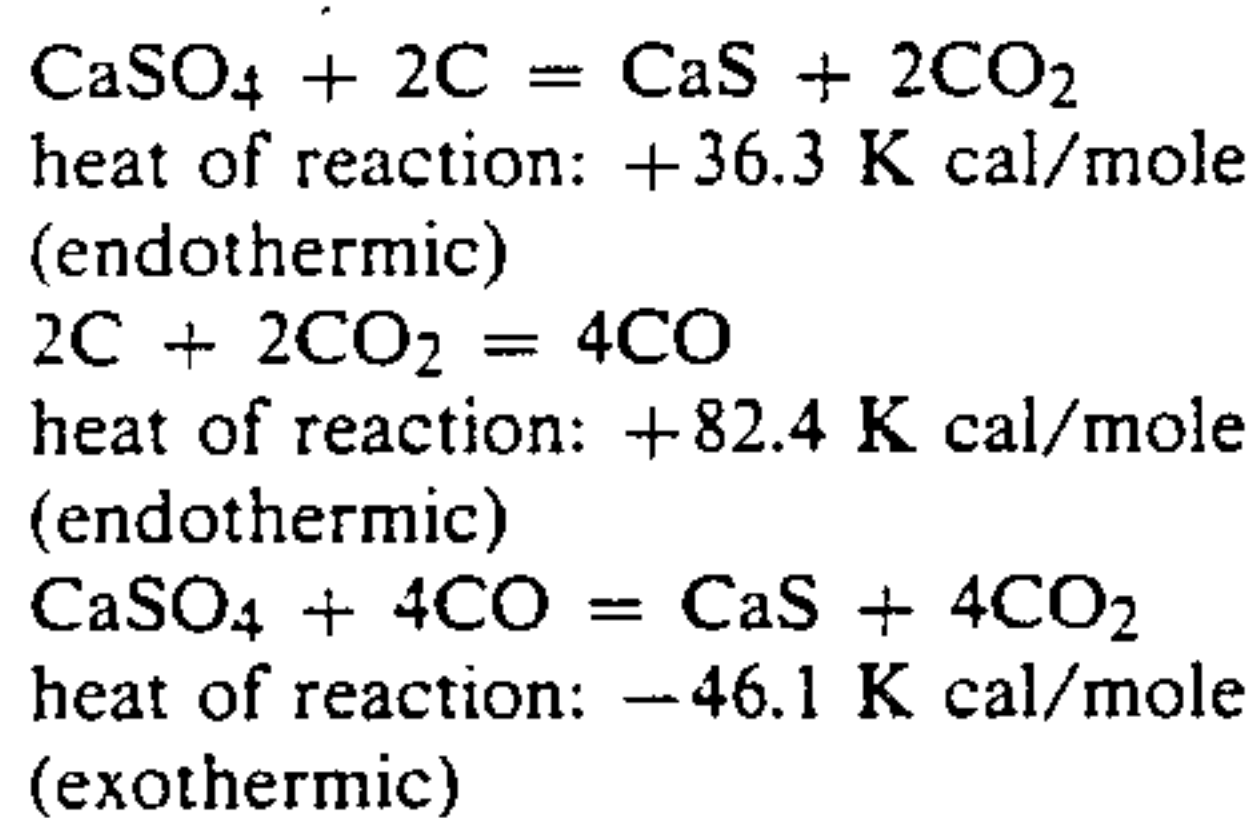 CaSO4 + 2C = CaS + 2CO2
heat of reaction: +36.3 K cal/mole
(endothermic)
2C + 2CO2 = 4CO
heat of reaction: +82.4 K cal/mole
(endothermic)
CaSO4 + 4CO = CaS + 4CO2
heat of reaction: −46.1 K cal/mole
(exothermic)